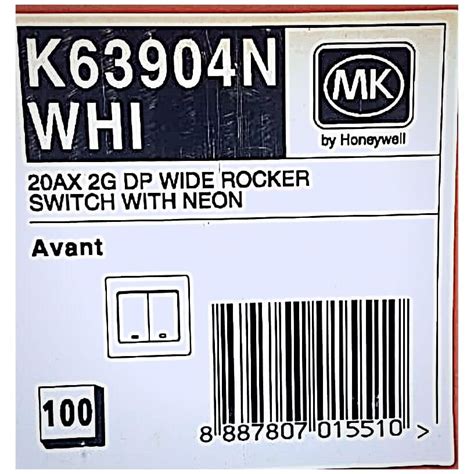 K63904N
WHI
MK
by Honeywell
20AX 2G DP WIDE ROCKER
SWITCH WITH NEON
Avant
100
8 887807 015510 >